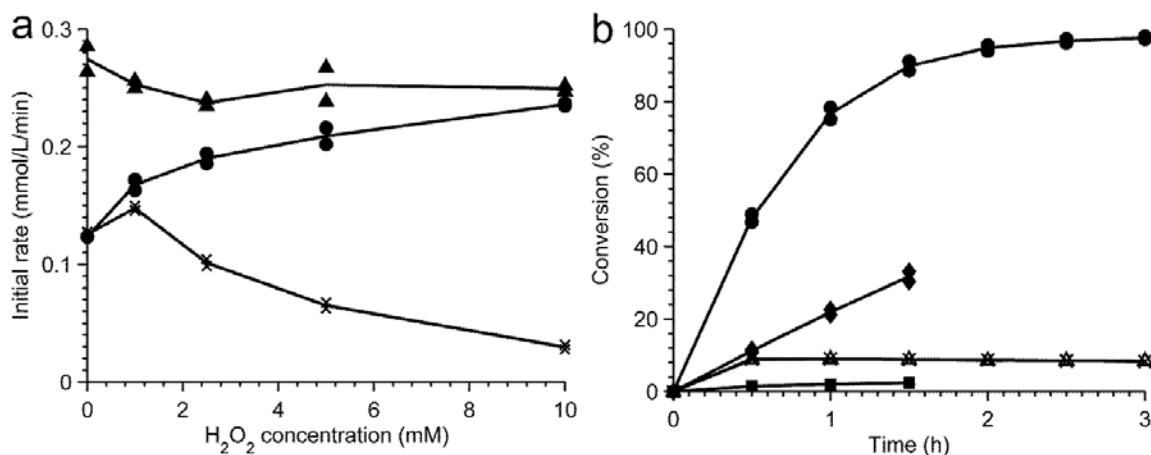 a
Initial rate (mmol/L/min)
0.3
0.2
0.1
0
0 2 4 6 8 10
H₂O₂ concentration (mM)
b
Conversion (%)
100
80
60
40
20
0
0 1 2 3
Time (h)